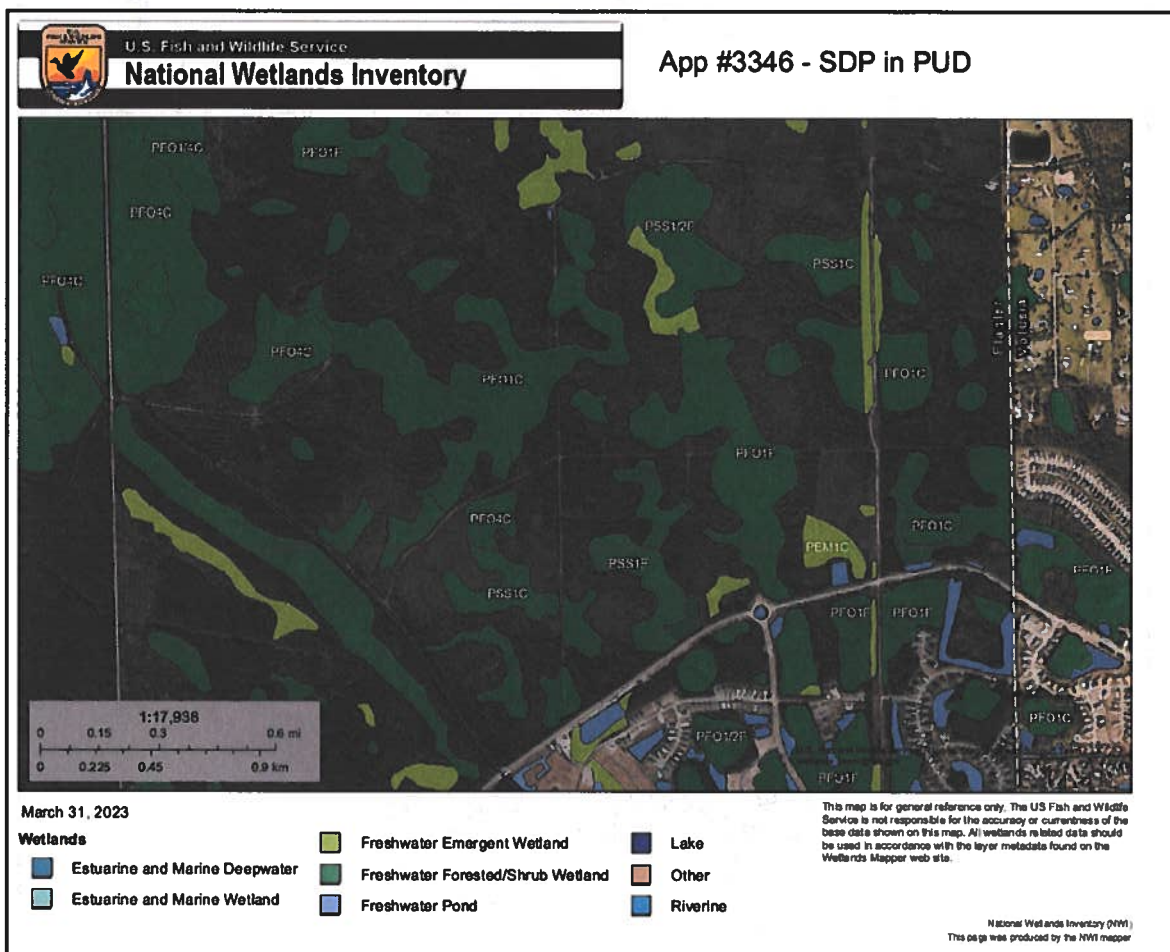 U.S. Fish and Wildlife Service
National Wetlands Inventory
App #3346 - SDP in PUD
PFO1/4C
PFO1F
PFO4C
PSS1/2F
PSS1C
Flagler
Volusia
PFO4C
PFO1C
PFO1C
PFO1F
PFO4C
PFO1C
PEM1C
PSS1F
PFO1F
PSS1C
PFO1F
PFO1F
PFO1C
PFO1/2F
PFO1F
1:17,938
0 0.15 0.3 0.6 mi
0 0.225 0.45 0.9 km
March 31, 2023
Wetlands
Estuarine and Marine Deepwater
Estuarine and Marine Wetland
Freshwater Emergent Wetland
Freshwater Forested/Shrub Wetland
Freshwater Pond
Lake
Other
Riverine
This map is for general reference only. The US Fish and Wildlife
Service is not responsible for the accuracy or currentness of the
base data shown on this map. All wetlands related data should
be used in accordance with the layer metadata found on the
Wetlands Mapper web site.
National Wetlands Inventory (NWI)
This page was produced by the NWI mapper